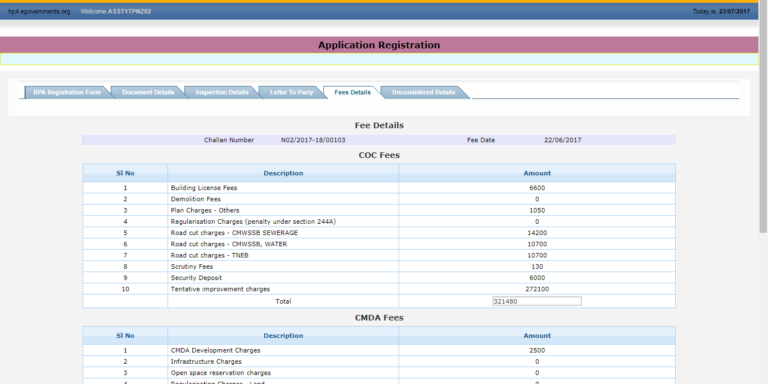 hp4.egovernments.org Welcome ASST1TPNZ02 Today is: 23/07/2017
Application Registration
BPA Registration Form Document Details Inspection Details Letter To Party Fees Details Unconsidered Details
Fee Details
Challan Number N02/2017-18/00103 Fee Date 22/06/2017
COC Fees
Sl No Description Amount
1 Building License Fees 6600
2 Demolition Fees 0
3 Plan Charges - Others 1050
4 Regularisation Charges (penalty under section 244A) 0
5 Road cut charges - CMWSSB SEWERAGE 14200
6 Road cut charges - CMWSSB, WATER 10700
7 Road cut charges - TNEB 10700
8 Scrutiny Fees 130
9 Security Deposit 6000
10 Tentative improvement charges 272100
Total 321480
CMDA Fees
Sl No Description Amount
1 CMDA Development Charges 2500
2 Infrastructure Charges 0
3 Open space reservation charges 0
4 Regularisation Charges - Land 0